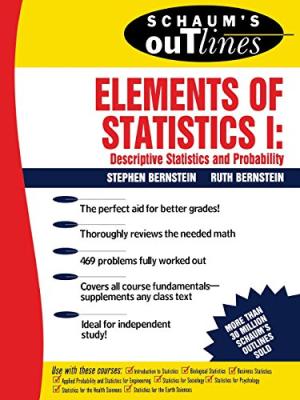 SCHAUM'S
ouTlines
ELEMENTS OF
STATISTICS I:
Descriptive Statistics and Probability
STEPHEN BERNSTEIN RUTH BERNSTEIN
The perfect aid for better grades!
Thoroughly reviews the needed math
469 problems fully worked out
Covers all course fundamentals—
supplements any class text
Ideal for independent study!
MORE THAN
30 MILLION
SCHAUM'S
OUTLINES
SOLD
Use with these courses: Introduction to Statistics Biological Statistics Business Statistics
Applied Probability and Statistics for Engineering Statistics for Sociology Statistics for Psychology
Statistics for the Health Sciences Statistics for the Earth Sciences